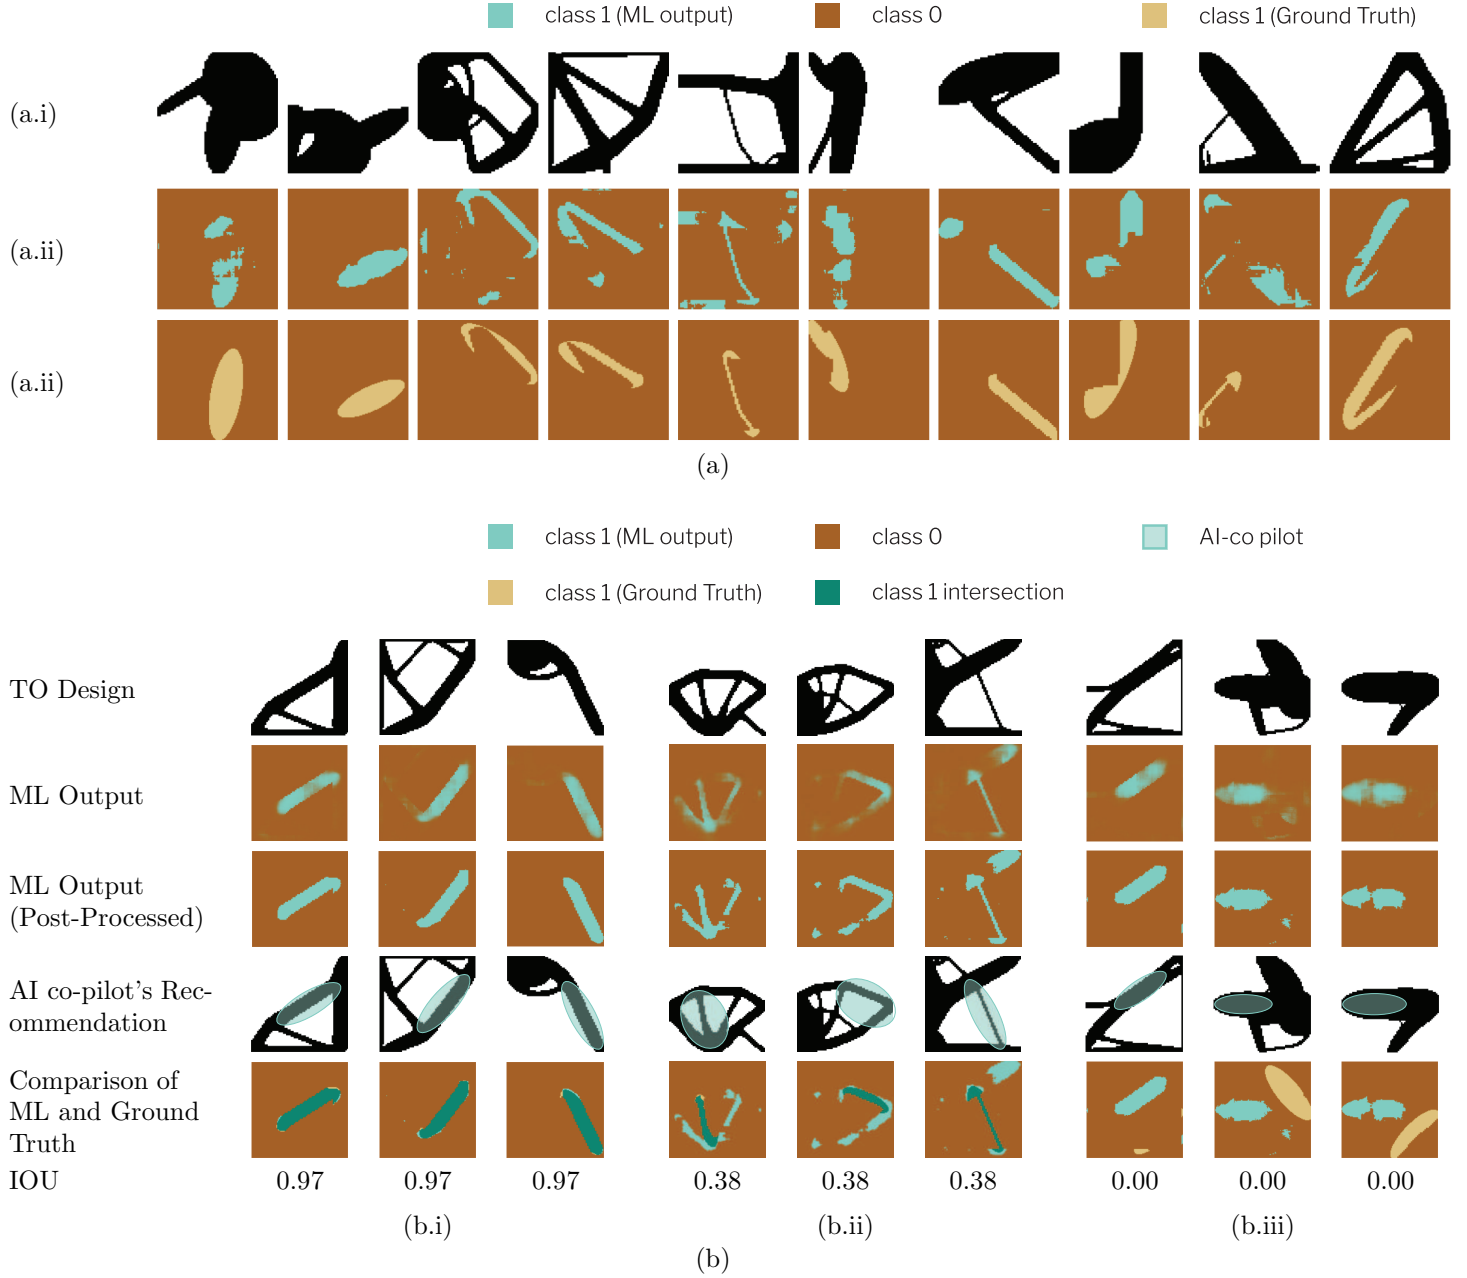 class 1 (ML output) class 0 class 1 (Ground Truth)
(a.i)
(a.ii)
(a.ii)
(a)
class 1 (ML output) class 0 AI-co pilot
class 1 (Ground Truth) class 1 intersection
TO Design
ML Output
ML Output
(Post-Processed)
AI co-pilot's Rec-
ommendation
Comparison of
ML and Ground
Truth
IOU 0.97 0.97 0.97 0.38 0.38 0.38 0.00 0.00 0.00
(b.i) (b.ii) (b.iii)
(b)